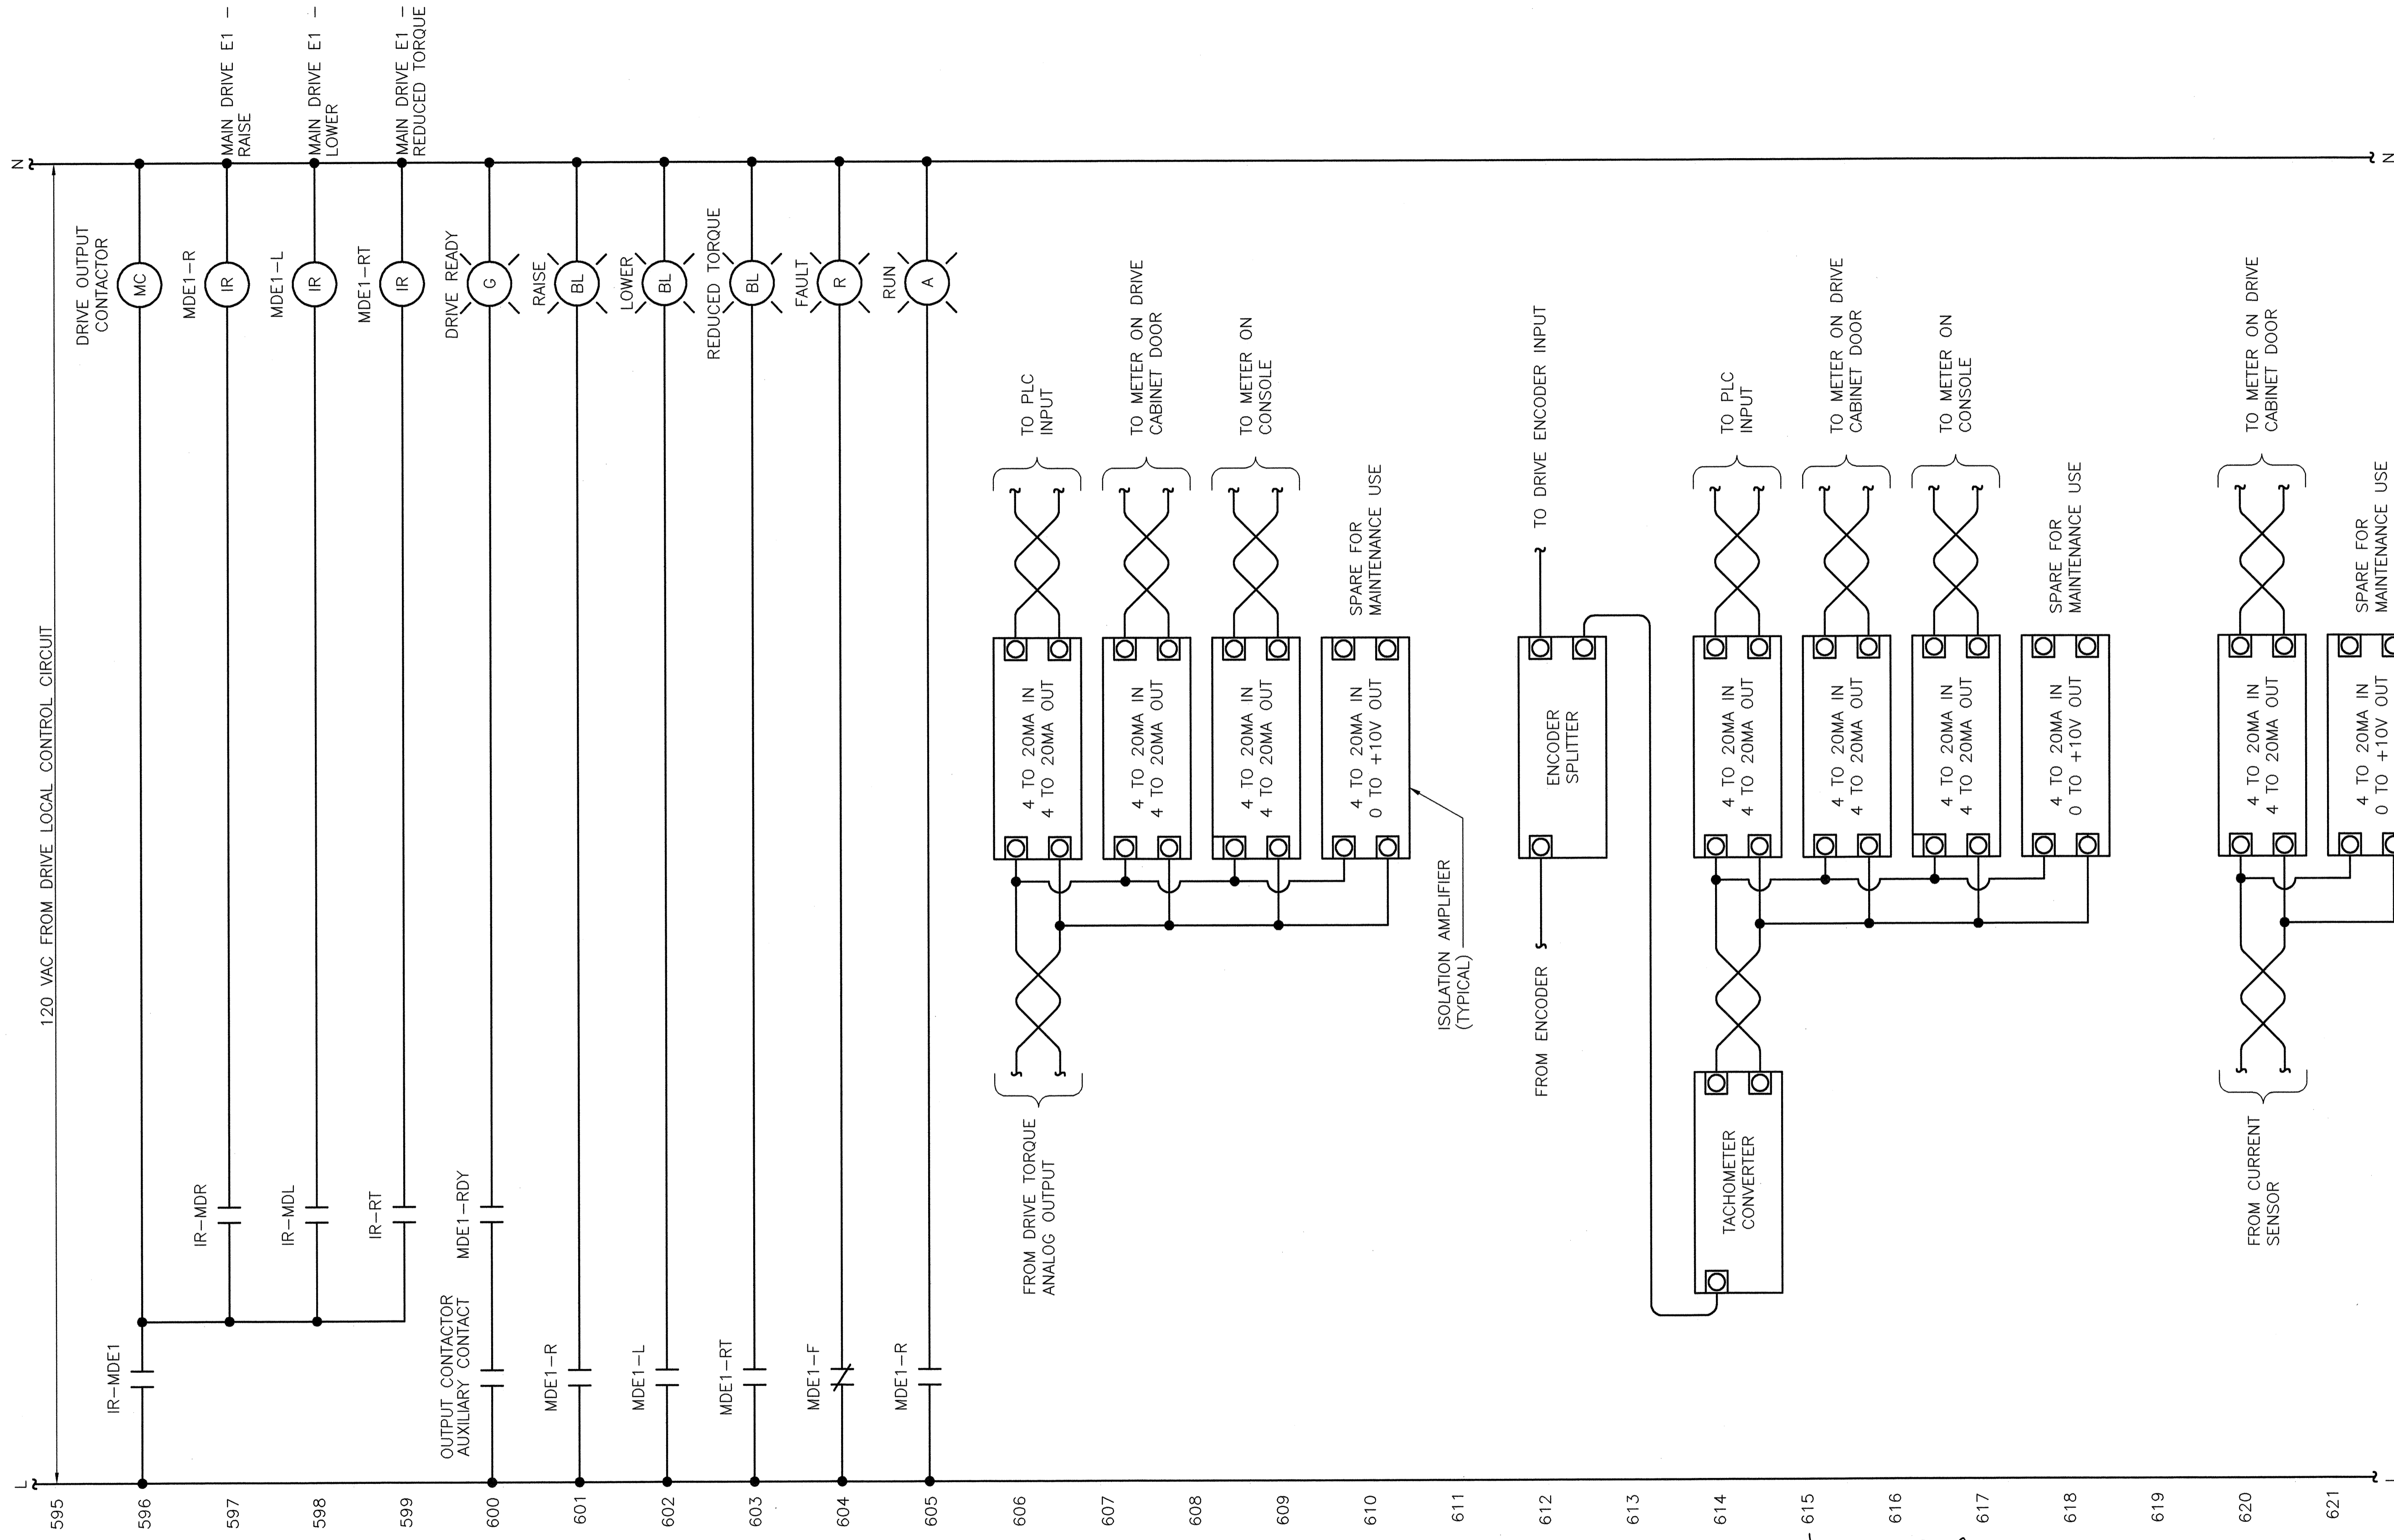 L
N
595
120 VAC FROM DRIVE LOCAL CONTROL CIRCUIT
DRIVE OUTPUT
CONTACTOR
IR-MDE1
596
MC
IR-MDR
MDE1-R
597
IR
MAIN DRIVE E1 -
RAISE
IR-MDL
MDE1-L
598
IR
MAIN DRIVE E1 -
LOWER
IR-RT
MDE1-RT
599
IR
MAIN DRIVE E1 -
REDUCED TORQUE
OUTPUT CONTACTOR
AUXILIARY CONTACT
MDE1-RDY
DRIVE READY
600
G
MDE1-R
RAISE
601
BL
MDE1-L
LOWER
602
BL
MDE1-RT
REDUCED TORQUE
603
BL
MDE1-F
FAULT
604
R
MDE1-R
RUN
605
A
606
FROM DRIVE TORQUE
ANALOG OUTPUT
4 TO 20MA IN
4 TO 20MA OUT
TO PLC
INPUT
607
4 TO 20MA IN
4 TO 20MA OUT
TO METER ON DRIVE
CABINET DOOR
608
609
4 TO 20MA IN
4 TO 20MA OUT
TO METER ON
CONSOLE
610
4 TO 20MA IN
0 TO +10V OUT
SPARE FOR
MAINTENANCE USE
611
ISOLATION AMPLIFIER
(TYPICAL)
612
FROM ENCODER
ENCODER
SPLITTER
TO DRIVE ENCODER INPUT
613
614
TACHOMETER
CONVERTER
4 TO 20MA IN
4 TO 20MA OUT
TO PLC
INPUT
615
4 TO 20MA IN
4 TO 20MA OUT
TO METER ON DRIVE
CABINET DOOR
616
617
4 TO 20MA IN
4 TO 20MA OUT
TO METER ON
CONSOLE
618
4 TO 20MA IN
0 TO +10V OUT
SPARE FOR
MAINTENANCE USE
619
620
FROM CURRENT
SENSOR
4 TO 20MA IN
4 TO 20MA OUT
TO METER ON DRIVE
CABINET DOOR
621
4 TO 20MA IN
0 TO +10V OUT
SPARE FOR
MAINTENANCE USE
N